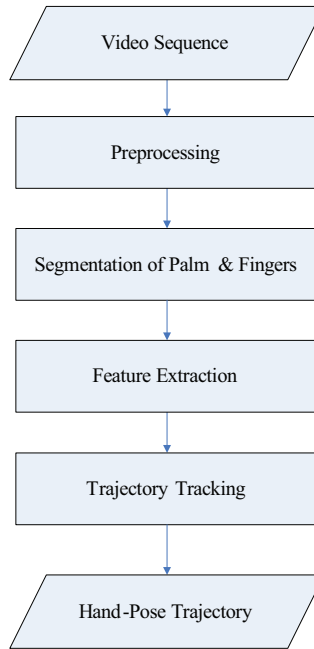 Video Sequence
Preprocessing
Segmentation of Palm & Fingers
Feature Extraction
Trajectory Tracking
Hand-Pose Trajectory